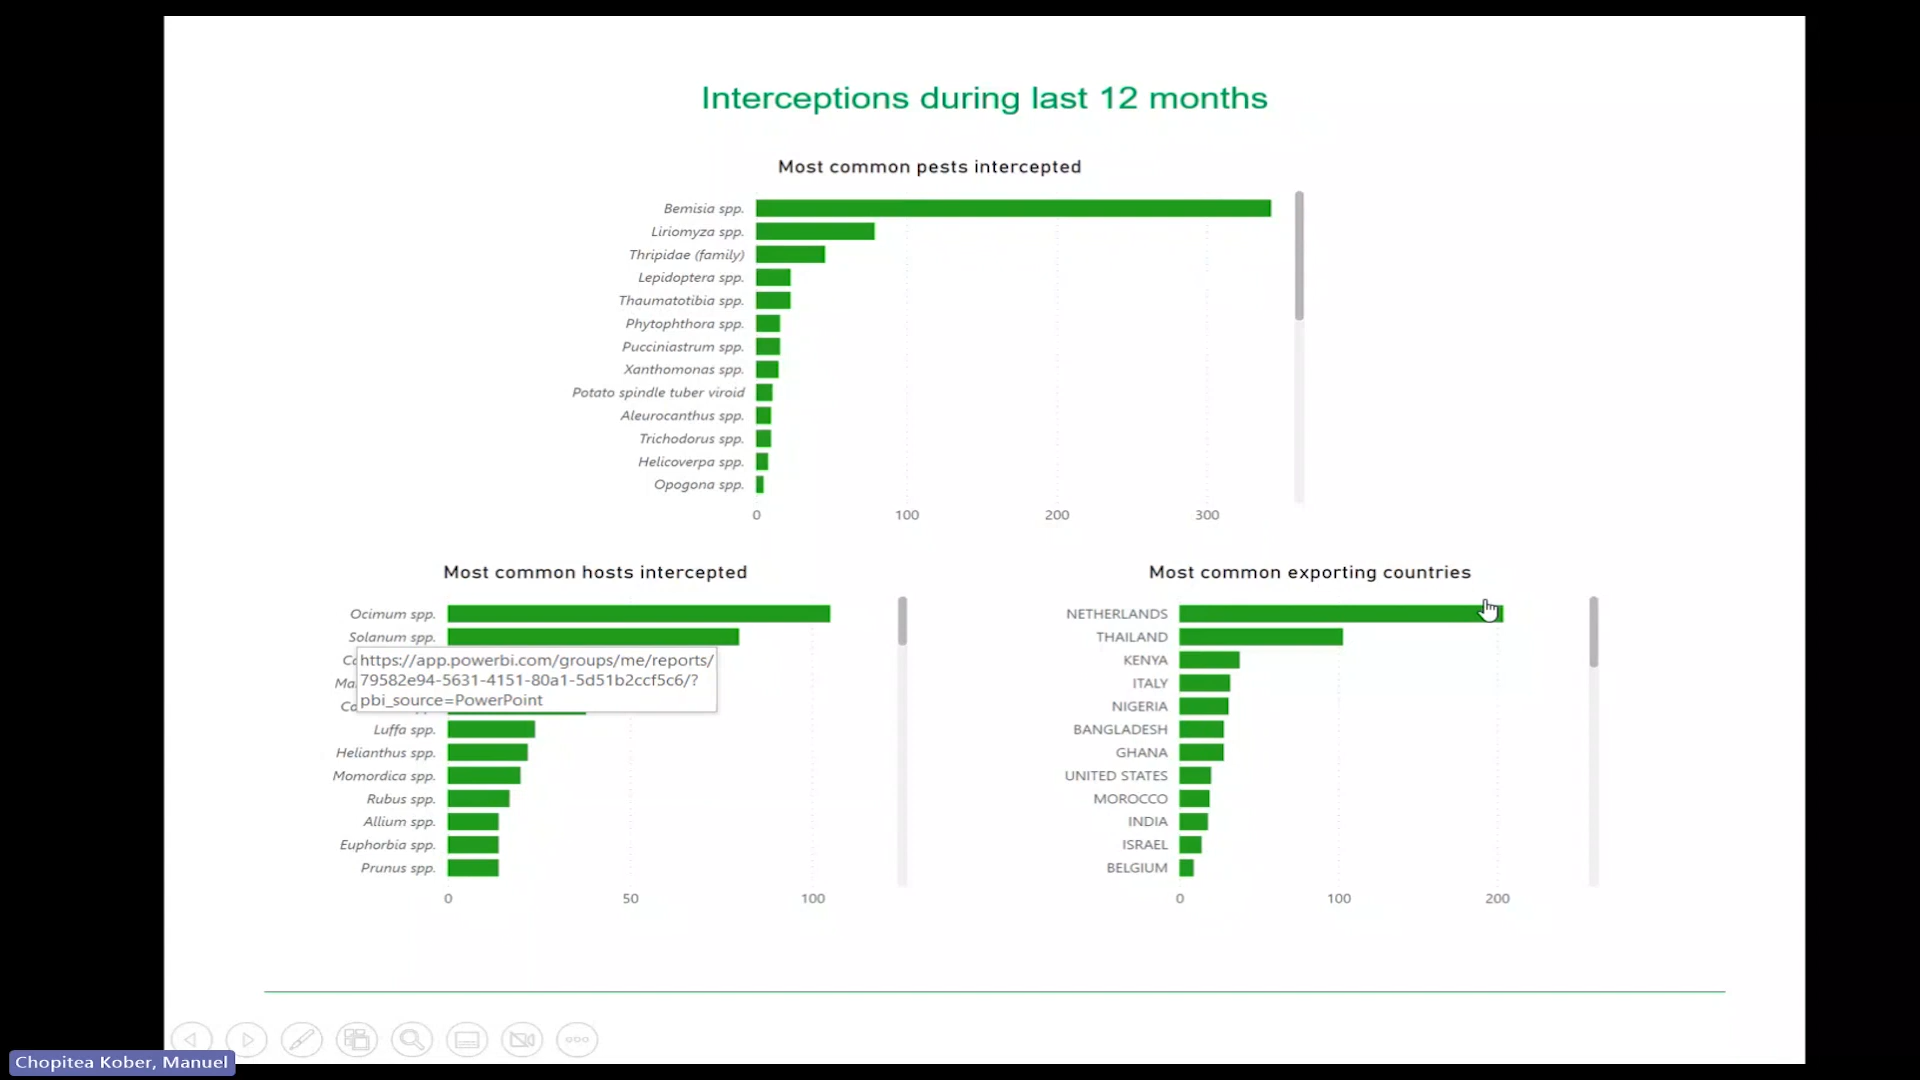 Interceptions during last 12 months
Most common pests intercepted
Bemisia spp.
Liriomyza spp.
Thripidae (family)
Lepidoptera spp.
Thaumatotibia spp.
Phytophthora spp.
Pucciniastrum spp.
Xanthomonas spp.
Potato spindle tuber viroid
Aleurocanthus spp.
Trichodorus spp.
Helicoverpa spp.
Opogona spp.
0 100 200 300
Most common hosts intercepted
Ocimum spp.
Solanum spp.
https://app.powerbi.com/groups/me/reports/
79582e94-5631-4151-80a1-5d51b2ccf5c6/?
pbi_source=PowerPoint
Luffa spp.
Helianthus spp.
Momordica spp.
Rubus spp.
Allium spp.
Euphorbia spp.
Prunus spp.
0 50 100
Most common exporting countries
NETHERLANDS
THAILAND
KENYA
ITALY
NIGERIA
BANGLADESH
GHANA
UNITED STATES
MOROCCO
INDIA
ISRAEL
BELGIUM
0 100 200
Chopitea Kober, Manuel